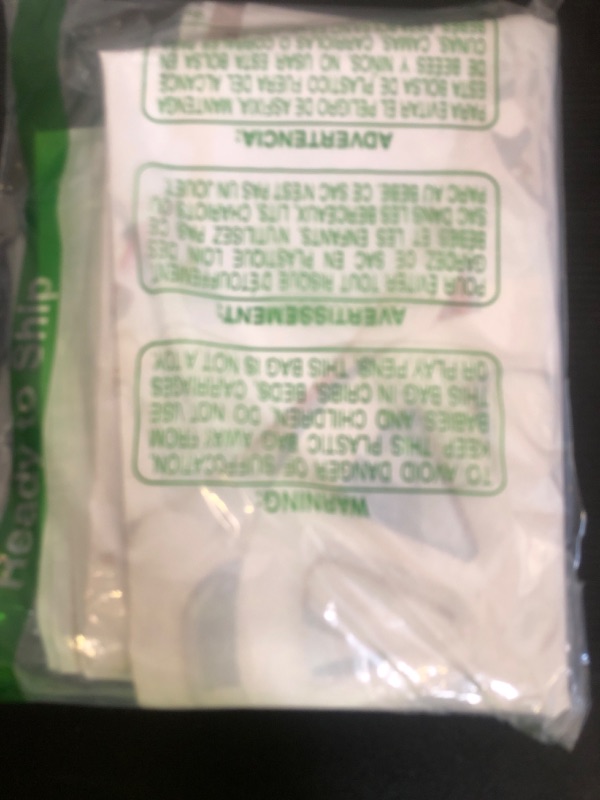 WARNING:
TO AVOID DANGER OF SUFFOCATION,
KEEP THIS PLASTIC BAG AWAY FROM
BABIES AND CHILDREN. DO NOT USE
THIS BAG IN CRIBS, BEDS, CARRIAGES
OR PLAY PENS. THIS BAG IS NOT A TOY
AVERTISSEMENT:
POUR EVITER TOUT RISQUE D'ETOUFFEMENT
GARDEZ CE SAC EN PLASTIQUE LOIN DES
BEBES ET LES ENFANTS. N'UTILISEZ PAS
SAC DANS LES BERCEAUX, LITS, CHARIOTS
PARC AU BEBE. CE SAC N'EST PAS UN JOUET.
ADVERTENCIA:
PARA EVITAR EL PELIGRO DE ASFIXIA MANTENGA
ESTA BOLSA DE PLASTICO FUERA DEL ALCANCE
DE BEBES Y NINOS. NO USAR ESTA BOLSA EN
CUNAS, CAMAS, CARRIOLAS O
Ready to Ship